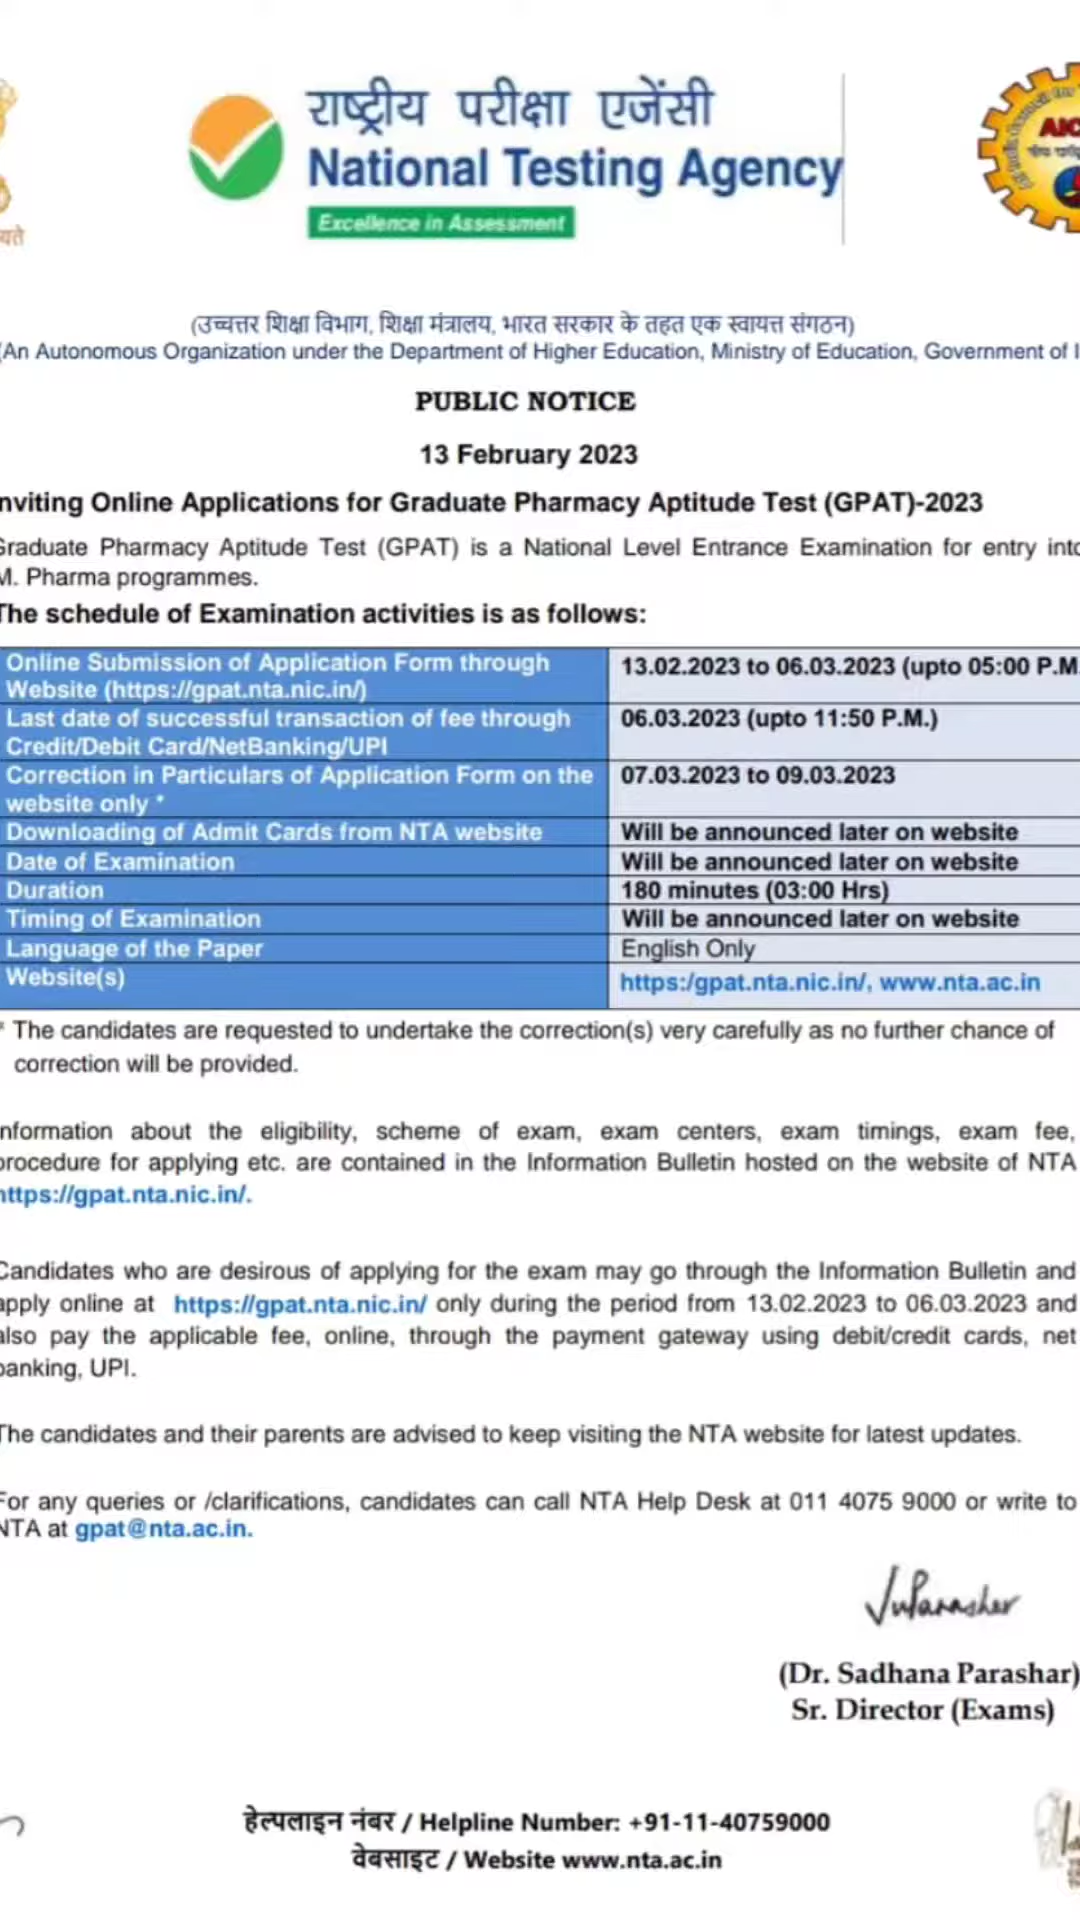 राष्ट्रीय परीक्षा एजेंसी
National Testing Agency
Excellence in Assessment
(उच्चत्तर शिक्षा विभाग, शिक्षा मंत्रालय, भारत सरकार के तहत एक स्वायत्त संगठन)
(An Autonomous Organization under the Department of Higher Education, Ministry of Education, Government of
PUBLIC NOTICE
13 February 2023
nviting Online Applications for Graduate Pharmacy Aptitude Test (GPAT)-2023
Graduate Pharmacy Aptitude Test (GPAT) is a National Level Entrance Examination for entry into
M. Pharma programmes.
The schedule of Examination activities is as follows:
Online Submission of Application Form through
Website (https://gpat.nta.nic.in/)
13.02.2023 to 06.03.2023 (upto 05:00 P.M
Last date of successful transaction of fee through
Credit/Debit Card/NetBanking/UPI
06.03.2023 (upto 11:50 P.M.)
Correction in Particulars of Application Form on the
website only *
07.03.2023 to 09.03.2023
Downloading of Admit Cards from NTA website
Will be announced later on website
Date of Examination
Will be announced later on website
Duration
180 minutes (03:00 Hrs)
Timing of Examination
Will be announced later on website
Language of the Paper
English Only
Website(s)
https:/gpat.nta.nic.in/, www.nta.ac.in
* The candidates are requested to undertake the correction(s) very carefully as no further chance of
correction will be provided.
nformation about the eligibility, scheme of exam, exam centers, exam timings, exam fee,
procedure for applying etc. are contained in the Information Bulletin hosted on the website of NTA
https://gpat.nta.nic.in/.
Candidates who are desirous of applying for the exam may go through the Information Bulletin and
apply online at https://gpat.nta.nic.in/ only during the period from 13.02.2023 to 06.03.2023 and
also pay the applicable fee, online, through the payment gateway using debit/credit cards, net
banking, UPI.
The candidates and their parents are advised to keep visiting the NTA website for latest updates.
For any queries or /clarifications, candidates can call NTA Help Desk at 011 4075 9000 or write to
NTA at gpat@nta.ac.in.
(Dr. Sadhana Parashar)
Sr. Director (Exams)
हेल्पलाइन नंबर / Helpline Number: +91-11-40759000
वेबसाइट / Website www.nta.ac.in